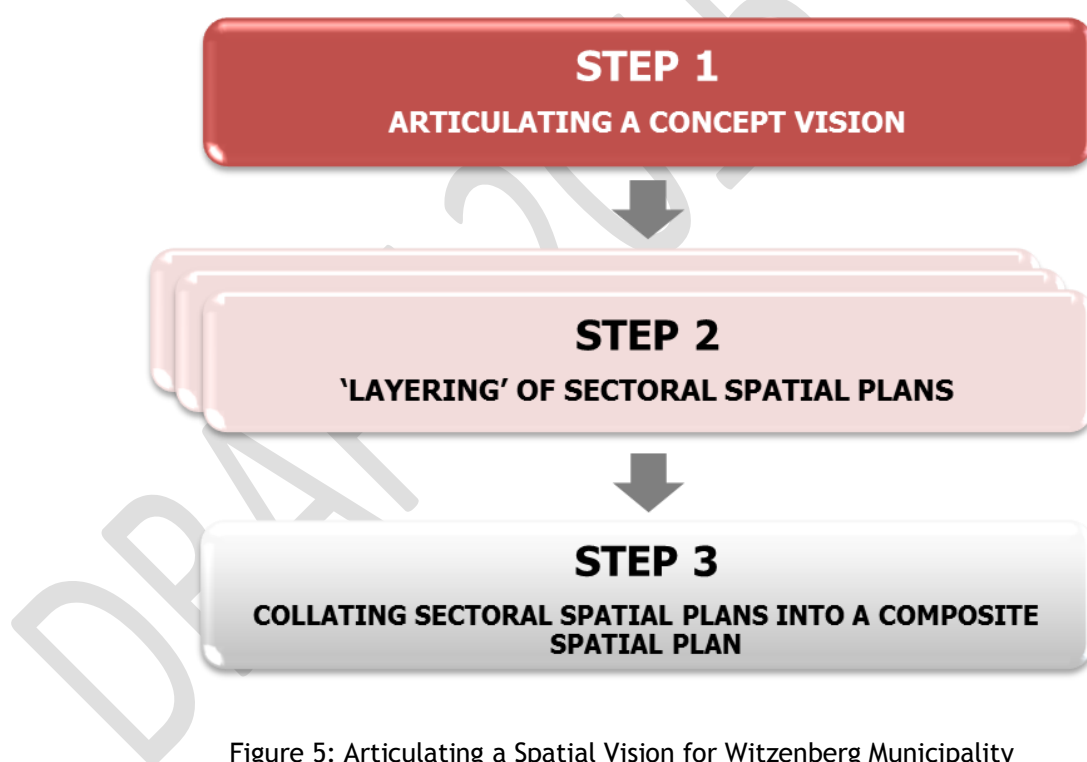 STEP 1
ARTICULATING A CONCEPT VISION
STEP 2
‘LAYERING’ OF SECTORAL SPATIAL PLANS
STEP 3
COLLATING SECTORAL SPATIAL PLANS INTO A COMPOSITE
SPATIAL PLAN
Figure 5: Articulating a Spatial Vision for Witzenberg Municipality